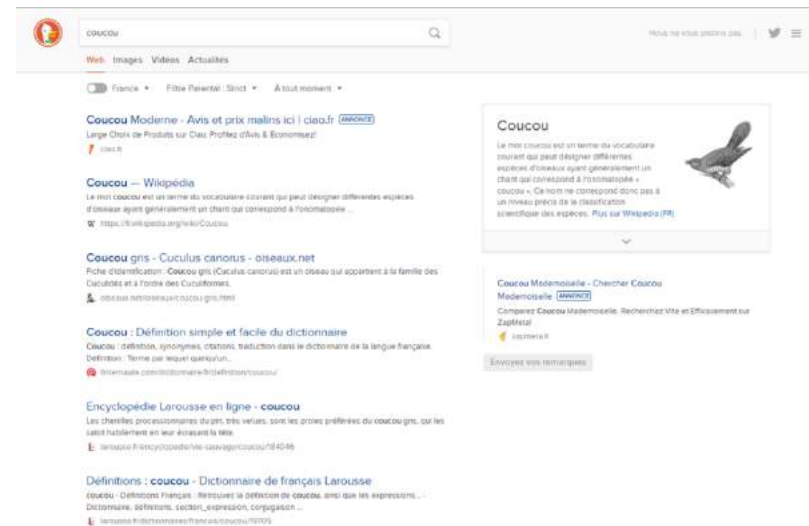 coucou
Nous ne vous pistons pas
Web Images Vidéos Actualités
France Filtre Parental : Strict À tout moment
Coucou Moderne - Avis et prix malins ici | ciao.fr ANNONCE
Large Choix de Produits sur Ciao. Profitez d'Avis & Economisez!
ciao.fr
Coucou — Wikipédia
Le mot coucou est un terme du vocabulaire courant qui peut désigner différentes espèces
d'oiseaux ayant généralement un chant qui correspond à l'onomatopée ...
https://fr.wikipedia.org/wiki/Coucou
Coucou gris - Cuculus canorus - oiseaux.net
Fiche d'identification : Coucou gris (Cuculus canorus) est un oiseau qui appartient à la famille des
Cuculidés et à l'ordre des Cuculiformes.
oiseaux.net/oiseaux/coucou.gris.html
Coucou : Définition simple et facile du dictionnaire
Coucou : définition, synonymes, citations, traduction dans le dictionnaire de la langue française.
Définition : Terme par lequel quelqu'un...
linternaute.com/dictionnaire/fr/definition/coucou/
Encyclopédie Larousse en ligne - coucou
Les chenilles processionnaires du pin, très velues, sont les proies préférées du coucou gris, qui les
saisit habilement en leur écrasant la tête.
larousse.fr/encyclopedie/vie-sauvage/coucou/184046
Définitions : coucou - Dictionnaire de français Larousse
coucou - Définitions Français : Retrouvez la définition de coucou, ainsi que les expressions... -
Dictionnaire, définitions, section_expression, conjugaison ...
larousse.fr/dictionnaires/francais/coucou/19709
Coucou
Le mot coucou est un terme du vocabulaire
courant qui peut désigner différentes
espèces d'oiseaux ayant généralement un
chant qui correspond à l'onomatopée «
coucou ». Ce nom ne correspond donc pas à
un niveau précis de la classification
scientifique des espèces. Plus sur Wikipedia (FR)
Coucou Mademoiselle - Chercher Coucou
Mademoiselle ANNONCE
Comparez Coucou Mademoiselle. Recherchez Vite et Efficacement sur
ZapMeta!
zapmeta.fr
Envoyez vos remarques